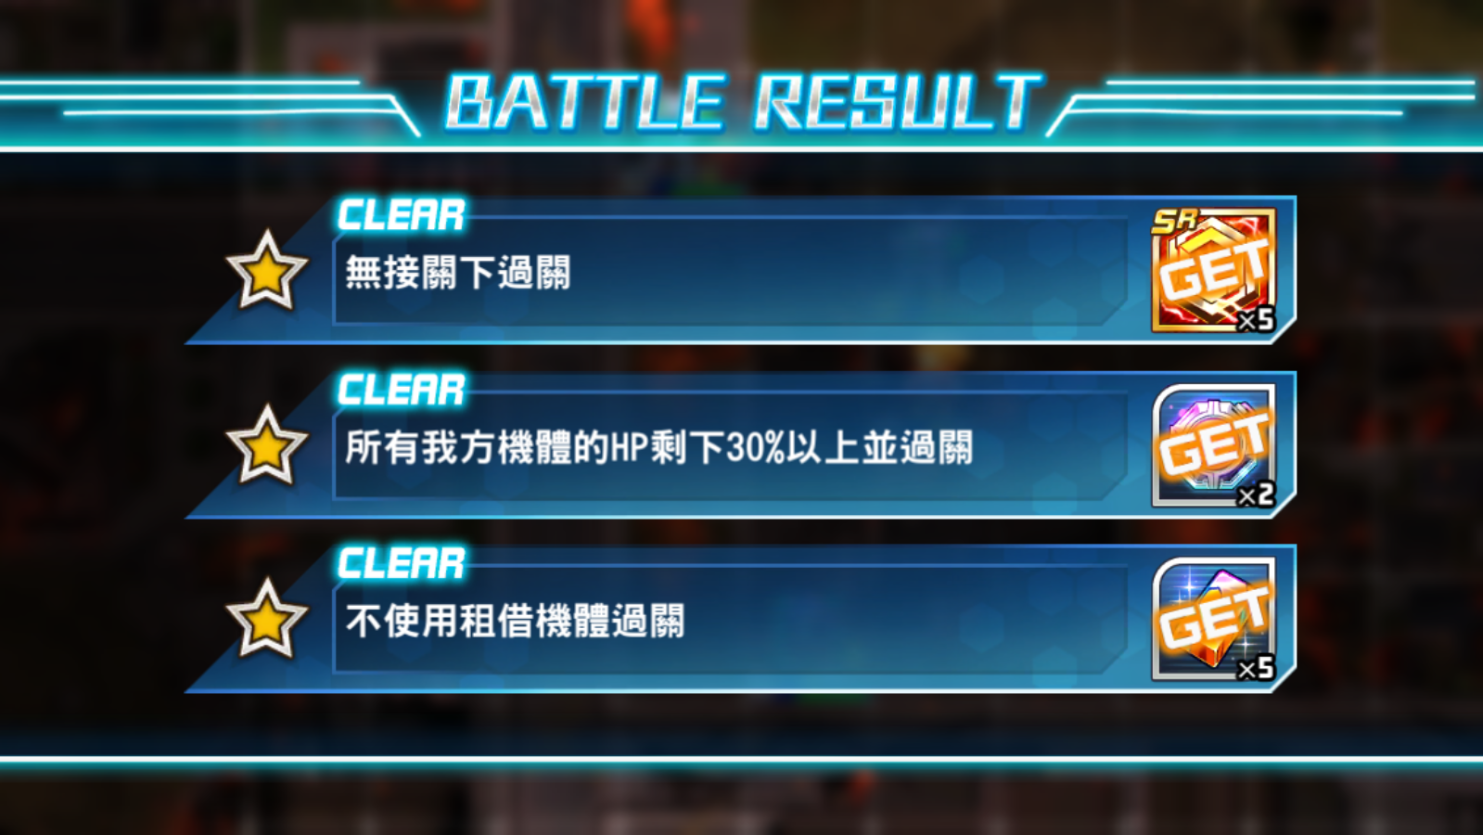 BATTLE RESULT
CLEAR
無接關下過關
SR
GET
×5
CLEAR
所有我方機體的HP剩下30%以上並過關
GET
×2
CLEAR
不使用租借機體過關
GET
×5